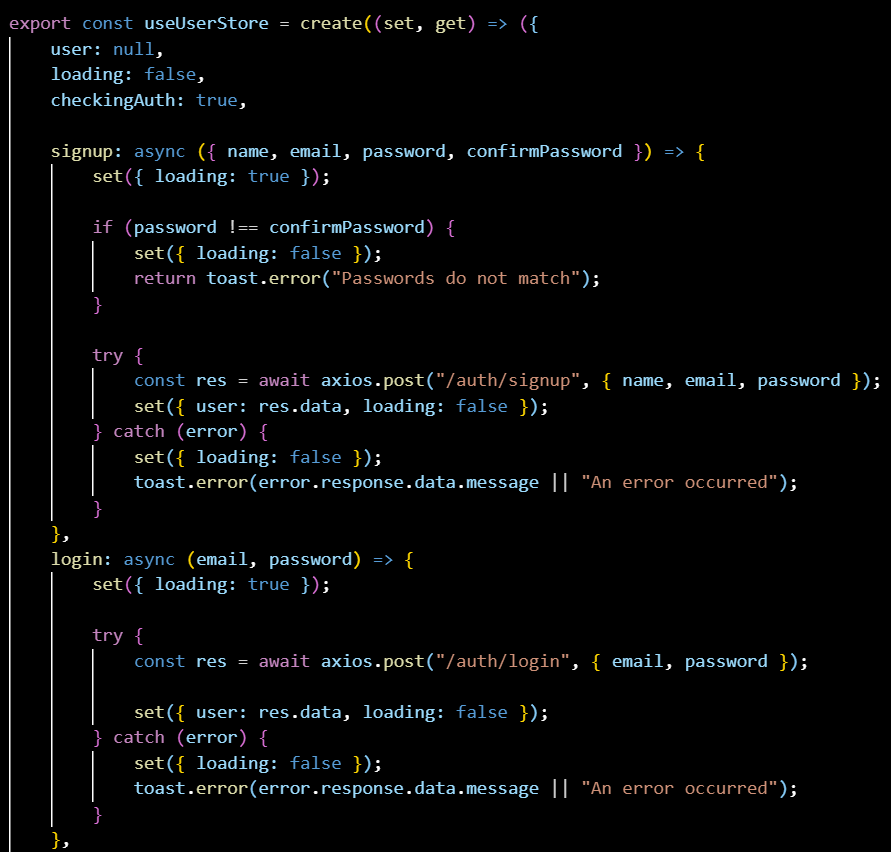 export const useUserStore = create((set, get) => ({
    user: null,
    loading: false,
    checkingAuth: true,

    signup: async ({ name, email, password, confirmPassword }) => {
        set({ loading: true });

        if (password !== confirmPassword) {
            set({ loading: false });
            return toast.error("Passwords do not match");
        }

        try {
            const res = await axios.post("/auth/signup", { name, email, password });
            set({ user: res.data, loading: false });
        } catch (error) {
            set({ loading: false });
            toast.error(error.response.data.message || "An error occurred");
        }
    },
    login: async (email, password) => {
        set({ loading: true });

        try {
            const res = await axios.post("/auth/login", { email, password });

            set({ user: res.data, loading: false });
        } catch (error) {
            set({ loading: false });
            toast.error(error.response.data.message || "An error occurred");
        }
    },